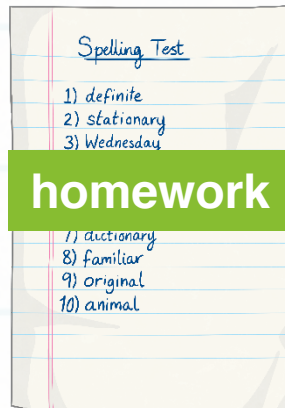 Spelling Test
1) definite
2) stationary
3) Wednesday
homework
7) dictionary
8) familiar
9) original
10) animal